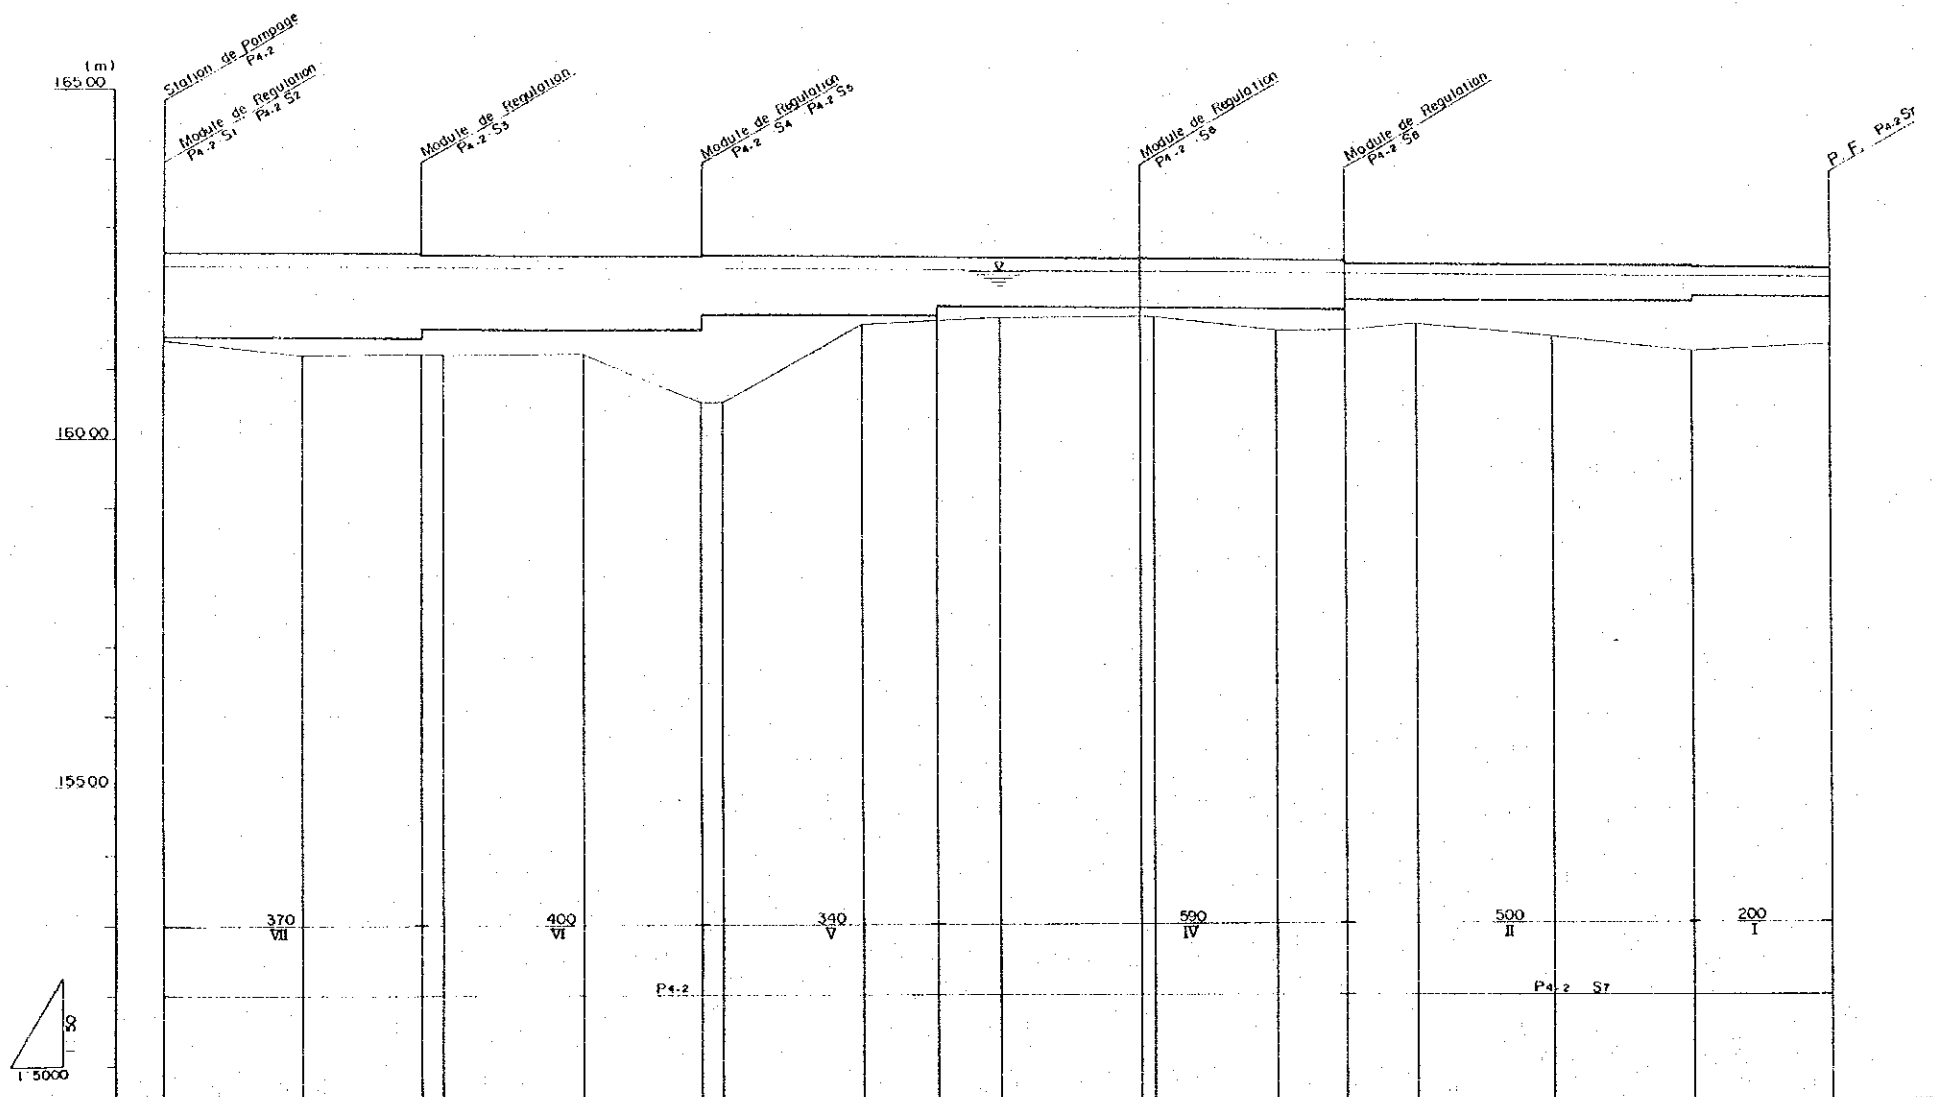 (m)
165.00
Station de Pompage
P4-2
Module de Regulation
P4-2 S1 P4-2 S2
Module de Regulation
P4-2 S3
Module de Regulation
P4-2 S4 P4-2 S5
Module de Regulation
P4-2 S6
Module de Regulation
P4-2 S8
P. F. P4-2 S7
160.00
155.00
370
VII
400
VI
340
V
590
IV
500
II
200
I
P4-2
P4-2 S7
1 50
1:5000